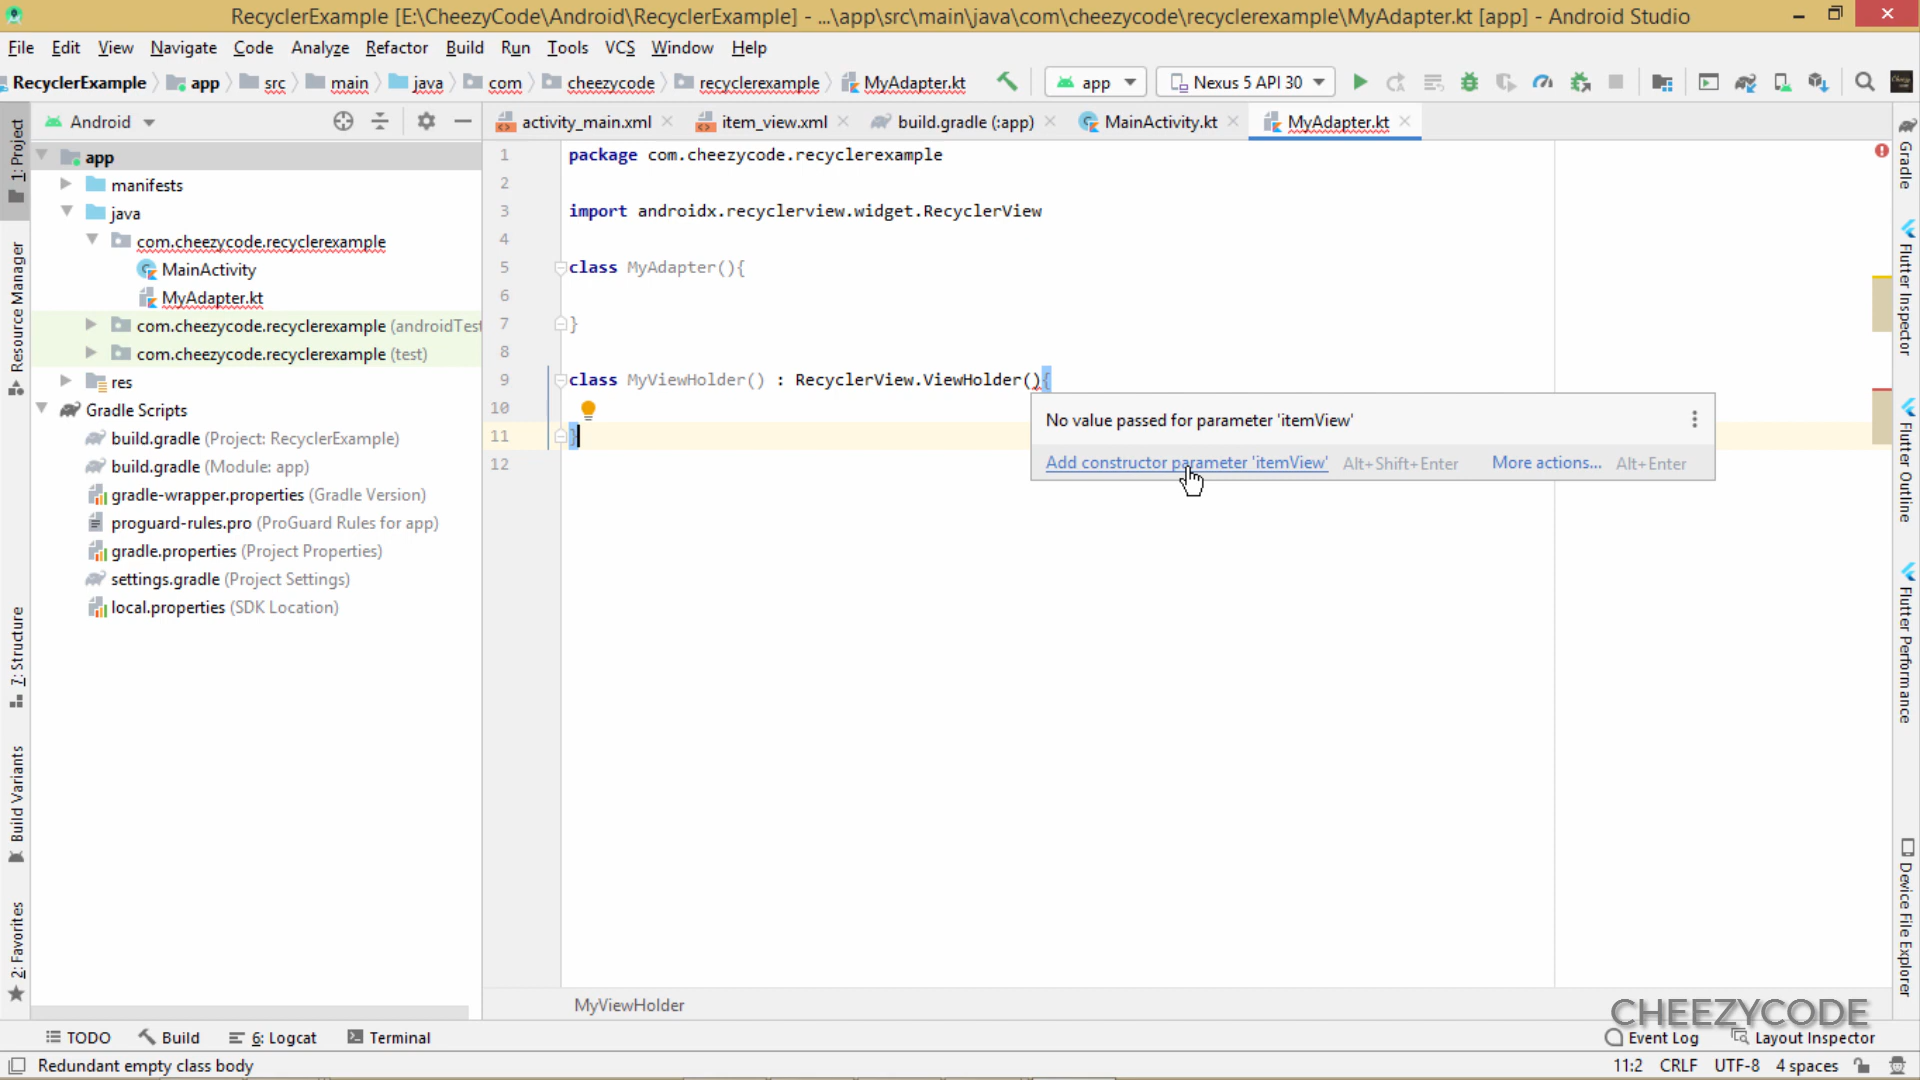 RecyclerExample [E:\CheezyCode\Android\RecyclerExample] - ...\app\src\main\java\com\cheezycode\recyclerexample\MyAdapter.kt [app] - Android Studio
File Edit View Navigate Code Analyze Refactor Build Run Tools VCS Window Help
RecyclerExample app src main java com cheezycode recyclerexample MyAdapter.kt app Nexus 5 API 30
Android
activity_main.xml item_view.xml build.gradle (:app) MainActivity.kt MyAdapter.kt
app
manifests
java
com.cheezycode.recyclerexample
MainActivity
MyAdapter.kt
com.cheezycode.recyclerexample (androidTest
com.cheezycode.recyclerexample (test)
res
Gradle Scripts
build.gradle (Project: RecyclerExample)
build.gradle (Module: app)
gradle-wrapper.properties (Gradle Version)
proguard-rules.pro (ProGuard Rules for app)
gradle.properties (Project Properties)
settings.gradle (Project Settings)
local.properties (SDK Location)
1 package com.cheezycode.recyclerexample
2
3 import androidx.recyclerview.widget.RecyclerView
4
5 class MyAdapter(){
6
7 }
8
9 class MyViewHolder() : RecyclerView.ViewHolder(){
10
11 }
12
No value passed for parameter 'itemView'
Add constructor parameter 'itemView' Alt+Shift+Enter More actions... Alt+Enter
1: Project
Resource Manager
7: Structure
Build Variants
2: Favorites
Gradle
Flutter Inspector
Flutter Outline
Flutter Performance
Device File Explorer
MyViewHolder
CHEEZYCODE
TODO Build 6: Logcat Terminal Event Log Layout Inspector
Redundant empty class body 11:2 CRLF UTF-8 4 spaces